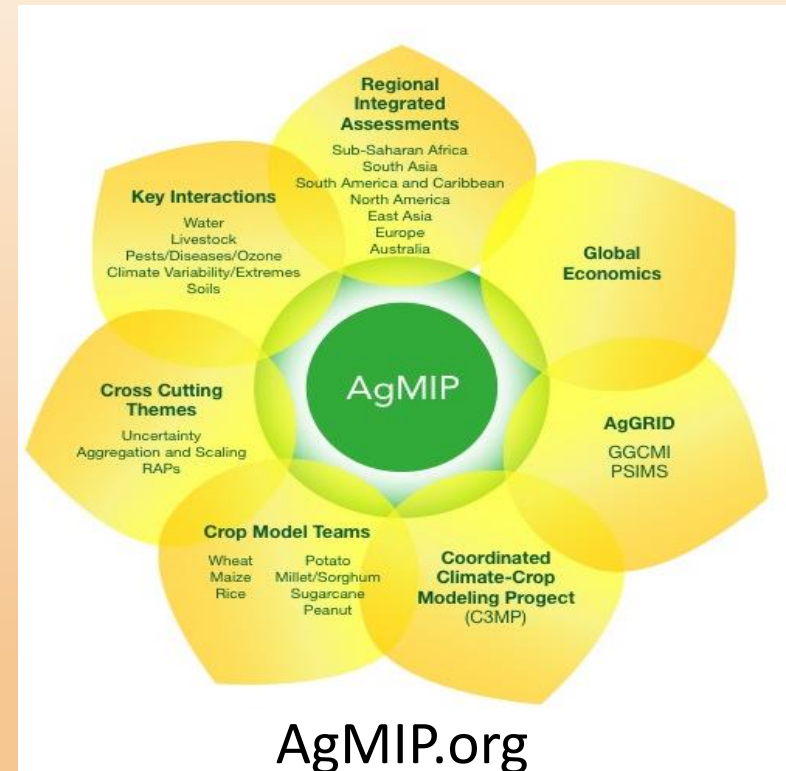 Regional
Integrated
Assessments
Sub-Saharan Africa
South Asia
South America and Caribbean
North America
East Asia
Europe
Australia
Key Interactions
Water
Livestock
Pests/Diseases/Ozone
Climate Variability/Extremes
Soils
Global
Economics
AgMIP
Cross Cutting
Themes
Uncertainty
Aggregation and Scaling
RAPs
AgGRID
GGCMI
PSIMS
Crop Model Teams
Wheat
Maize
Rice
Potato
Millet/Sorghum
Sugarcane
Peanut
Coordinated
Climate-Crop
Modeling Progect
(C3MP)
AgMIP.org